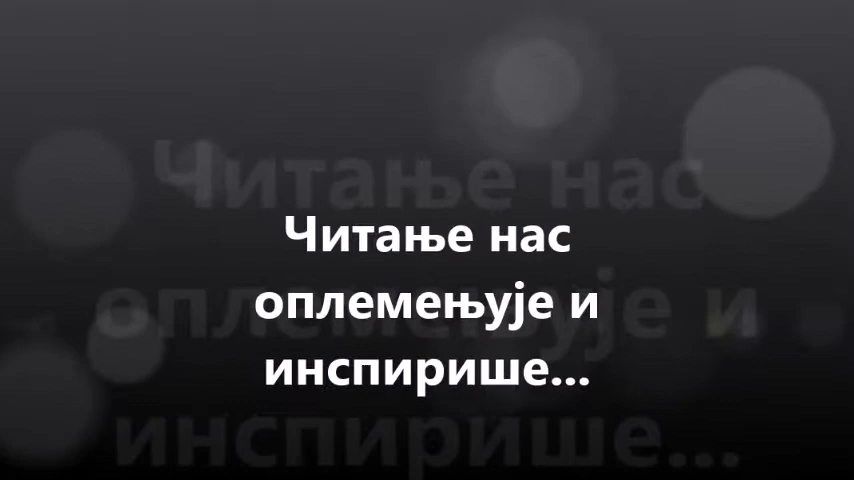 Читање нас
оплемењује и
инспирише...